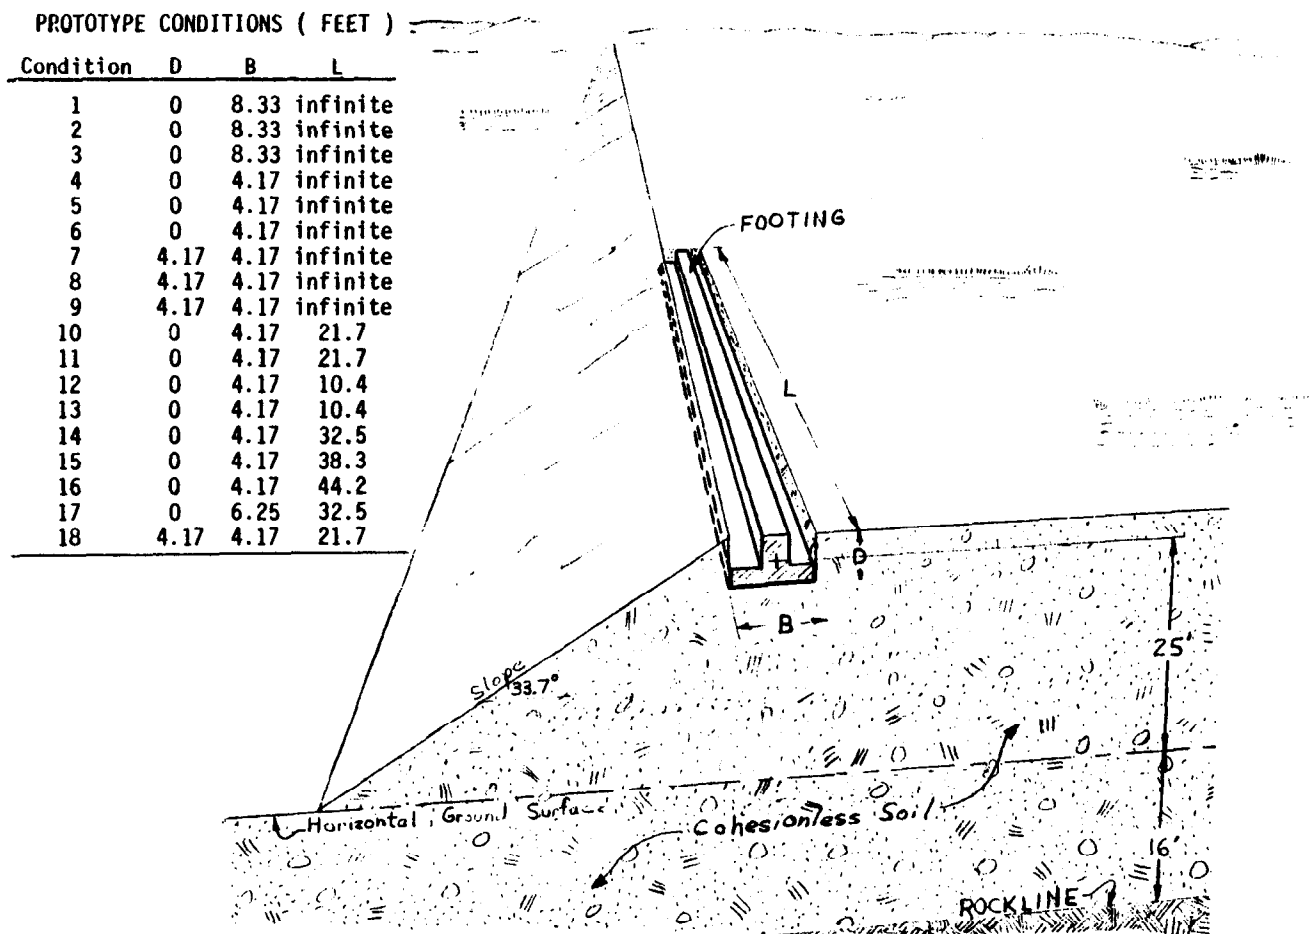 PROTOTYPE CONDITIONS ( FEET )
Condition D B L
1 0 8.33 infinite
2 0 8.33 infinite
3 0 8.33 infinite
4 0 4.17 infinite
5 0 4.17 infinite
6 0 4.17 infinite
7 4.17 4.17 infinite
8 4.17 4.17 infinite
9 4.17 4.17 infinite
10 0 4.17 21.7
11 0 4.17 21.7
12 0 4.17 10.4
13 0 4.17 10.4
14 0 4.17 32.5
15 0 4.17 38.3
16 0 4.17 44.2
17 0 6.25 32.5
18 4.17 4.17 21.7
FOOTING
L
D
B
25'
slope
33.7°
Horizontal Ground Surface
Cohesionless Soil
16'
ROCKLINE